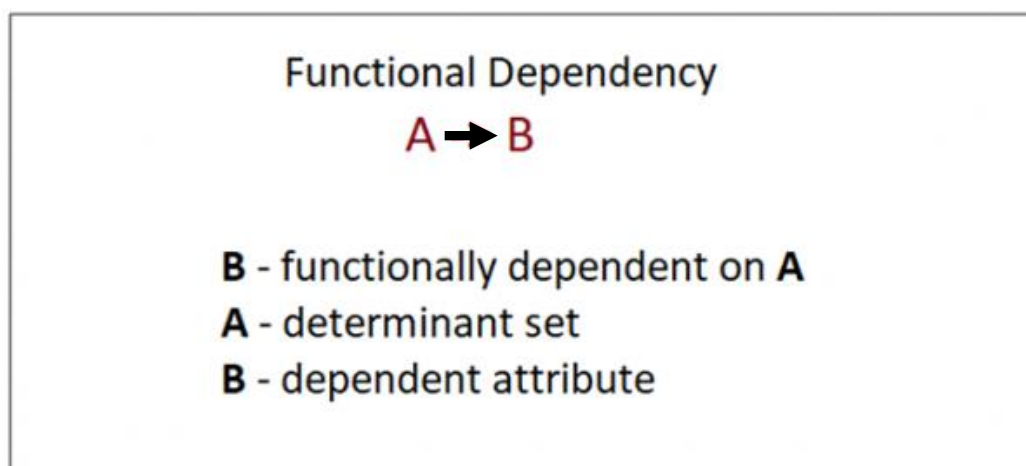 Functional Dependency
A → B
B - functionally dependent on A
A - determinant set
B - dependent attribute